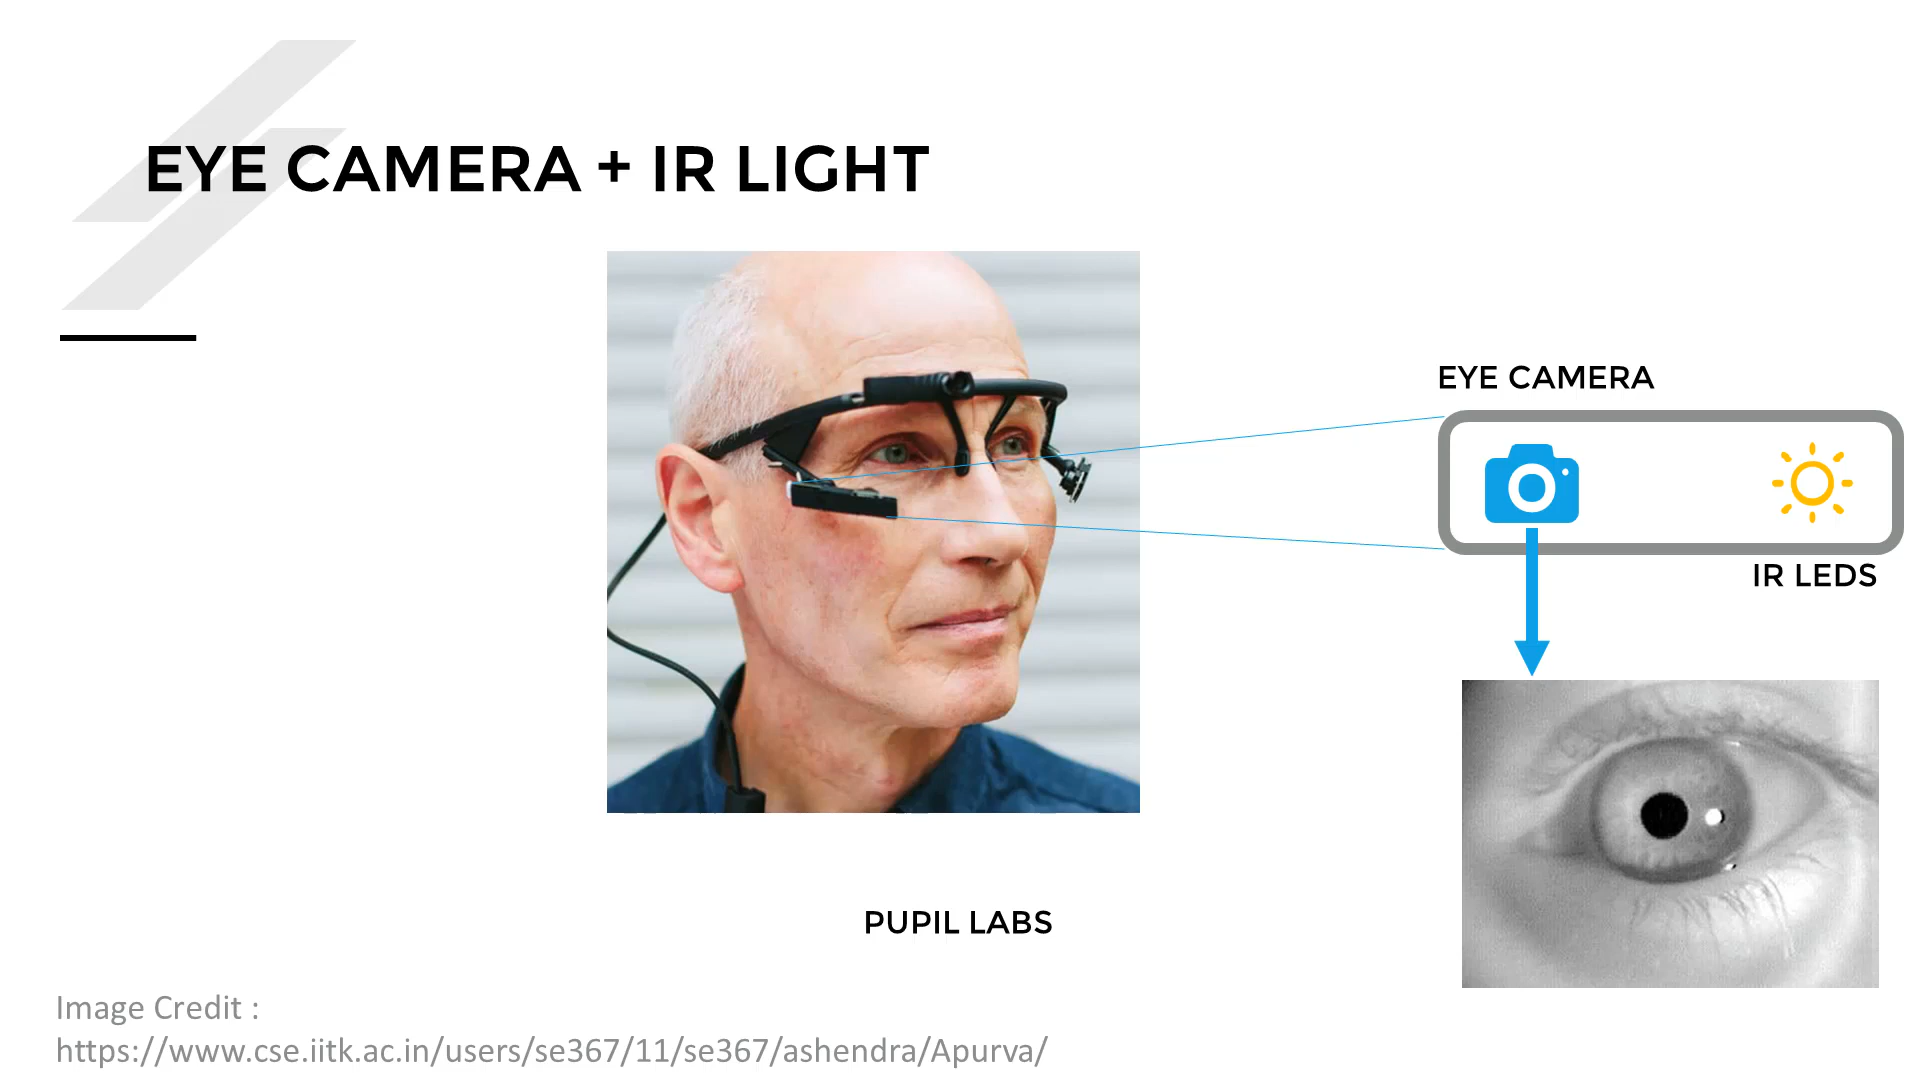 EYE CAMERA + IR LIGHT
EYE CAMERA
IR LEDS
PUPIL LABS
Image Credit :
https://www.cse.iitk.ac.in/users/se367/11/se367/ashendra/Apurva/